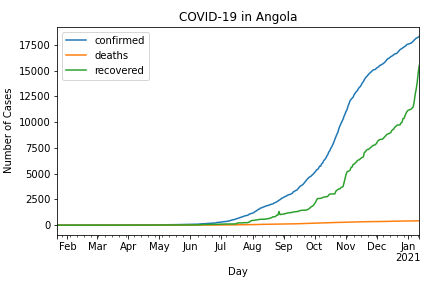 COVID-19 in Angola
confirmed
deaths
recovered
Number of Cases
17500
15000
12500
10000
7500
5000
2500
0
Feb Mar Apr May Jun Jul Aug Sep Oct Nov Dec Jan
2021
Day